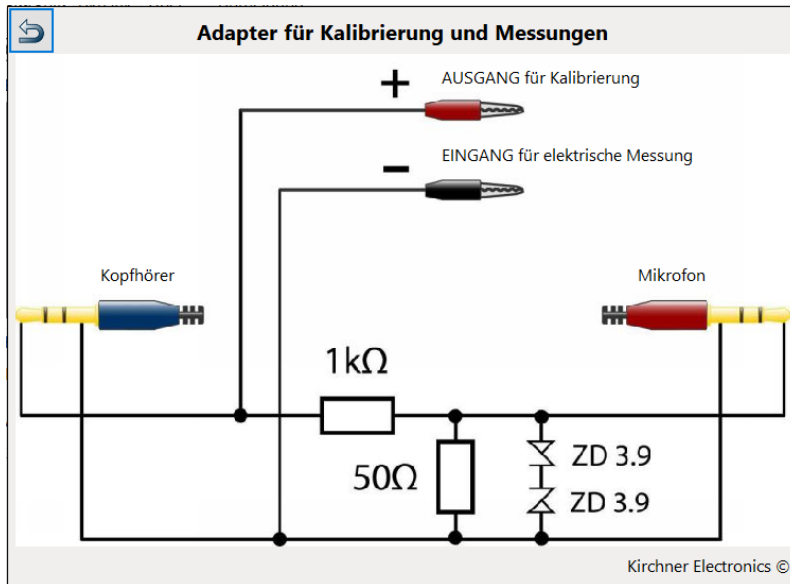 Adapter für Kalibrierung und Messungen
+
AUSGANG für Kalibrierung
−
EINGANG für elektrische Messung
Kopfhörer
Mikrofon
1kΩ
50Ω
ZD 3.9
ZD 3.9
Kirchner Electronics ©